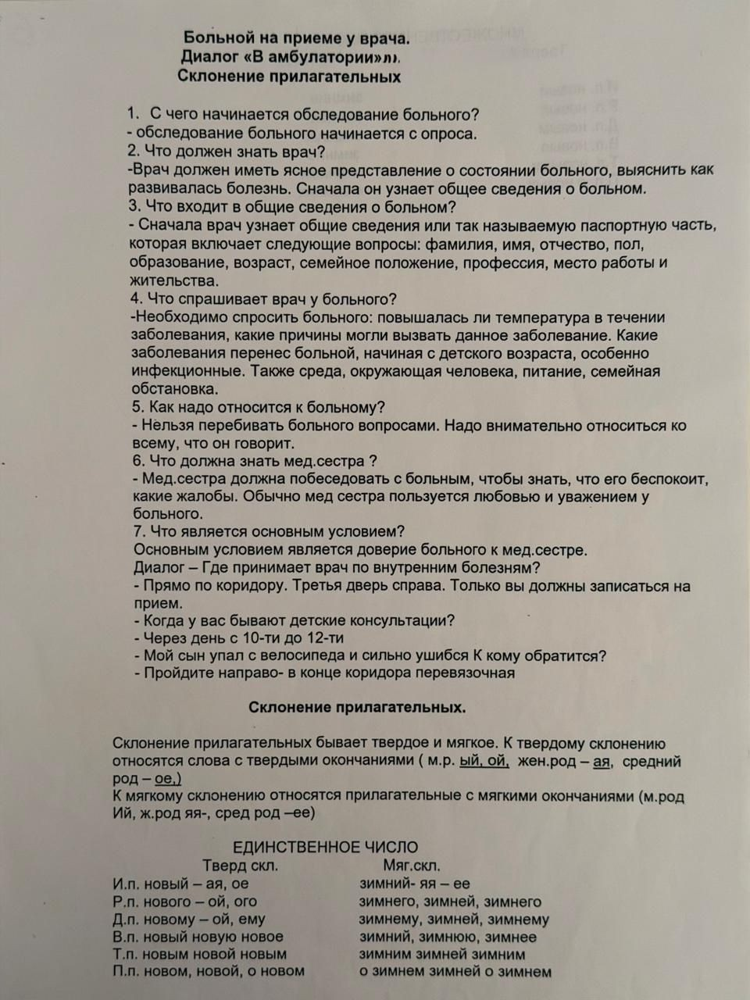 Больной на приеме у врача.
Диалог «В амбулатории»
Склонение прилагательных
1. С чего начинается обследование больного?
- обследование больного начинается с опроса.
2. Что должен знать врач?
-Врач должен иметь ясное представление о состоянии больного, выяснить как
развивалась болезнь. Сначала он узнает общее сведения о больном.
3. Что входит в общие сведения о больном?
- Сначала врач узнает общие сведения или так называемую паспортную часть,
которая включает следующие вопросы: фамилия, имя, отчество, пол,
образование, возраст, семейное положение, профессия, место работы и
жительства.
4. Что спрашивает врач у больного?
-Необходимо спросить больного: повышалась ли температура в течении
заболевания, какие причины могли вызвать данное заболевание. Какие
заболевания перенес больной, начиная с детского возраста, особенно
инфекционные. Также среда, окружающая человека, питание, семейная
обстановка.
5. Как надо относится к больному?
- Нельзя перебивать больного вопросами. Надо внимательно относиться ко
всему, что он говорит.
6. Что должна знать мед.сестра ?
- Мед.сестра должна побеседовать с больным, чтобы знать, что его беспокоит,
какие жалобы. Обычно мед сестра пользуется любовью и уважением у
больного.
7. Что является основным условием?
Основным условием является доверие больного к мед.сестре.
Диалог – Где принимает врач по внутренним болезням?
- Прямо по коридору. Третья дверь справа. Только вы должны записаться на
прием.
- Когда у вас бывают детские консультации?
- Через день с 10-ти до 12-ти
- Мой сын упал с велосипеда и сильно ушибся К кому обратится?
- Пройдите направо- в конце коридора перевязочная
Склонение прилагательных.
Склонение прилагательных бывает твердое и мягкое. К твердому склонению
относятся слова с твердыми окончаниями ( м.р. ый, ой, жен.род – ая, средний
род – ое,)
К мягкому склонению относятся прилагательные с мягкими окончаниями (м.род
Ий, ж.род яя-, сред род –ее)
ЕДИНСТВЕННОЕ ЧИСЛО
Тверд скл. Мяг.скл.
И.п. новый – ая, ое зимний- яя – ее
Р.п. нового – ой, ого зимнего, зимней, зимнего
Д.п. новому – ой, ему зимнему, зимней, зимнему
В.п. новый новую новое зимний, зимнюю, зимнее
Т.п. новым новой новым зимним зимней зимним
П.п. новом, новой, о новом о зимнем зимней о зимнем